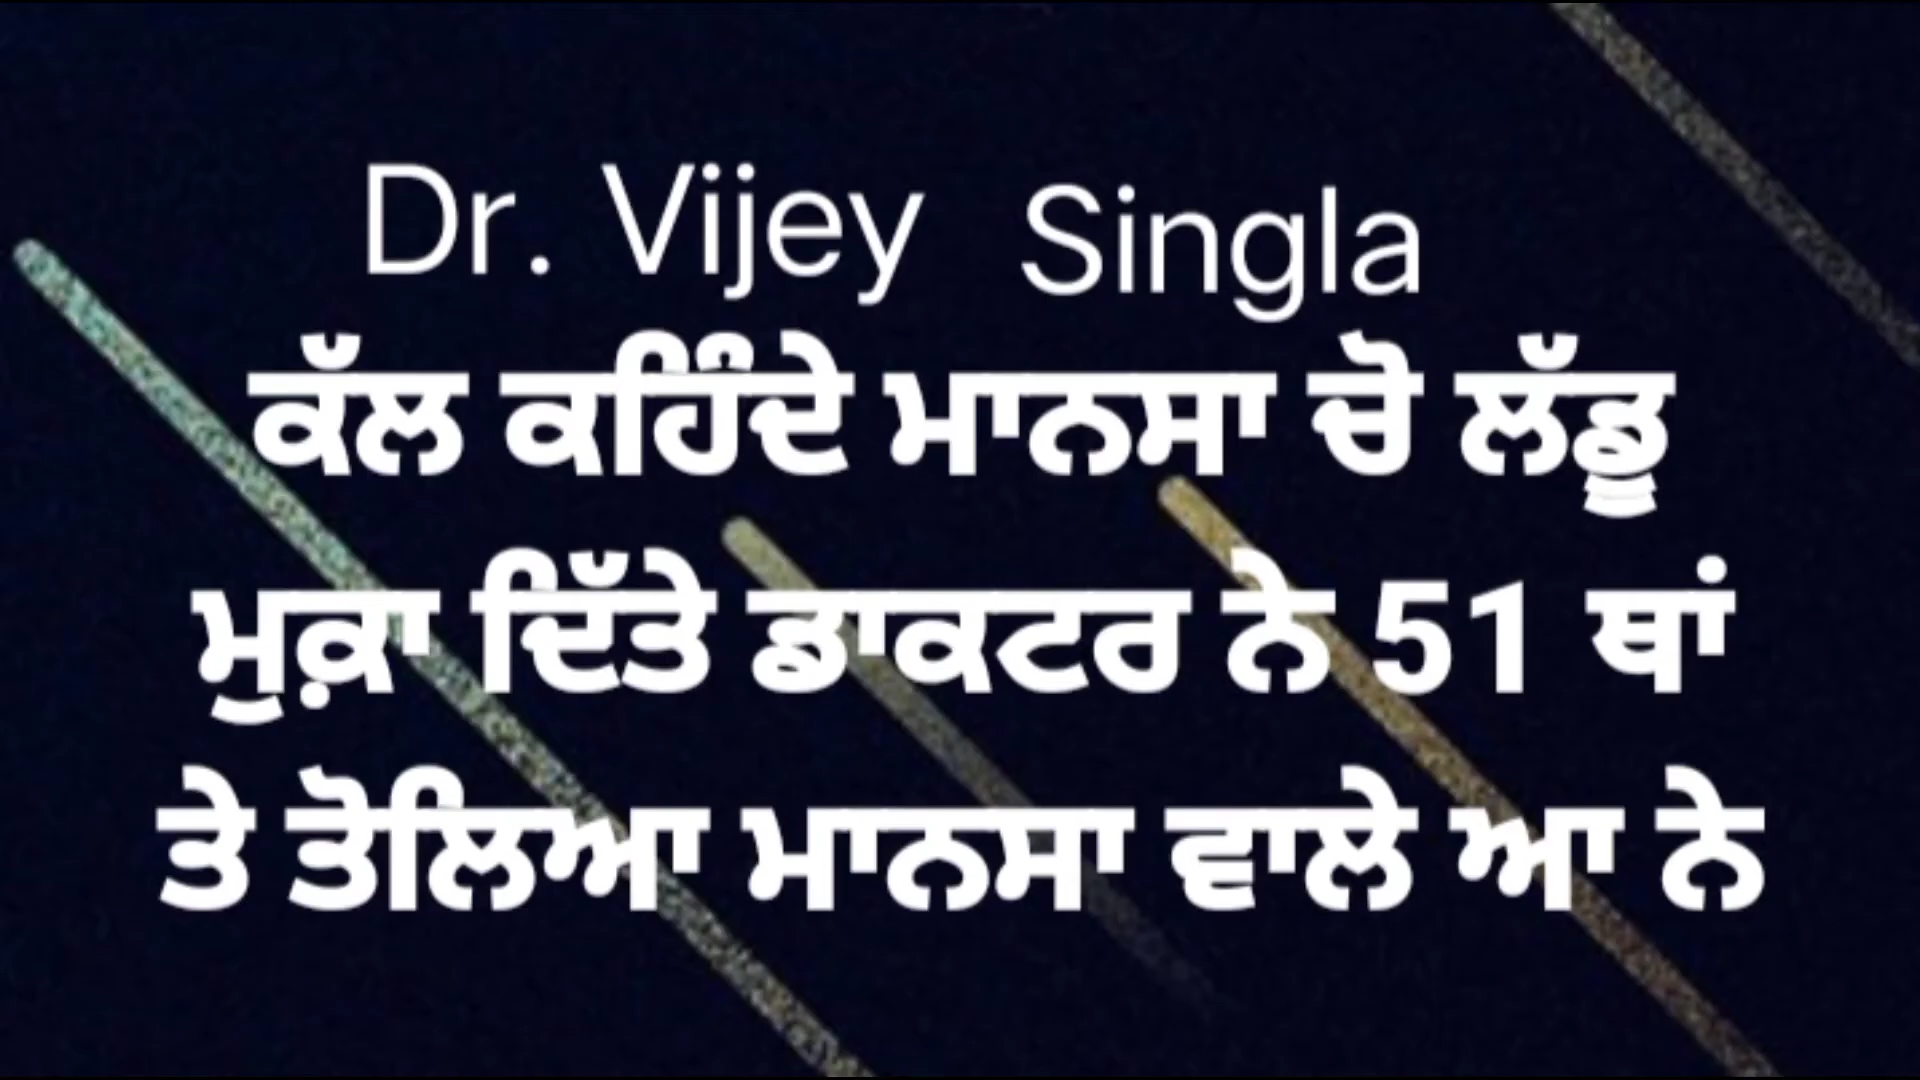 Dr. Vijey Singla
ਕੱਲ ਕਹਿੰਦੇ ਮਾਨਸਾ ਚੋ ਲੱਡੂ
ਮੁਕ਼ਾ ਦਿੱਤੇ ਡਾਕਟਰ ਨੇ 51 ਥਾਂ
ਤੇ ਤੋਲਿਆ ਮਾਨਸਾ ਵਾਲੇ ਆ ਨੇ